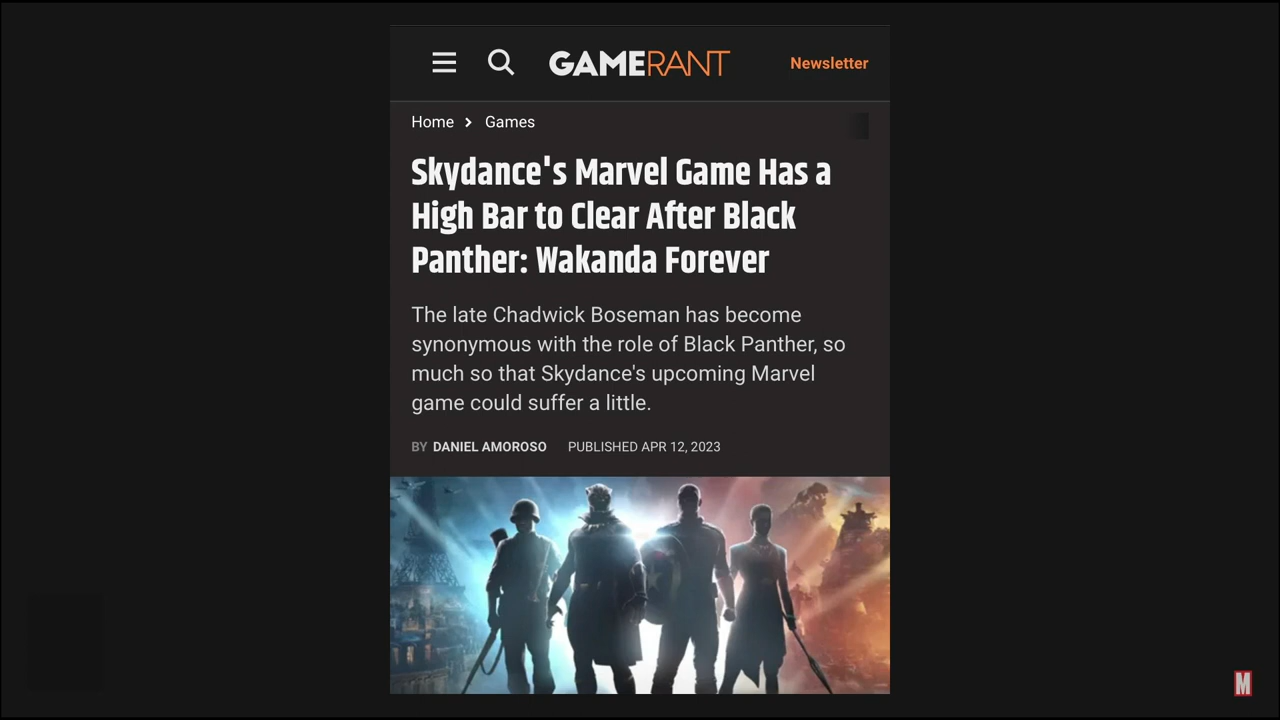 GAMERANT
Newsletter
Home > Games
Skydance's Marvel Game Has a
High Bar to Clear After Black
Panther: Wakanda Forever
The late Chadwick Boseman has become
synonymous with the role of Black Panther, so
much so that Skydance's upcoming Marvel
game could suffer a little.
BY DANIEL AMOROSO PUBLISHED APR 12, 2023
M